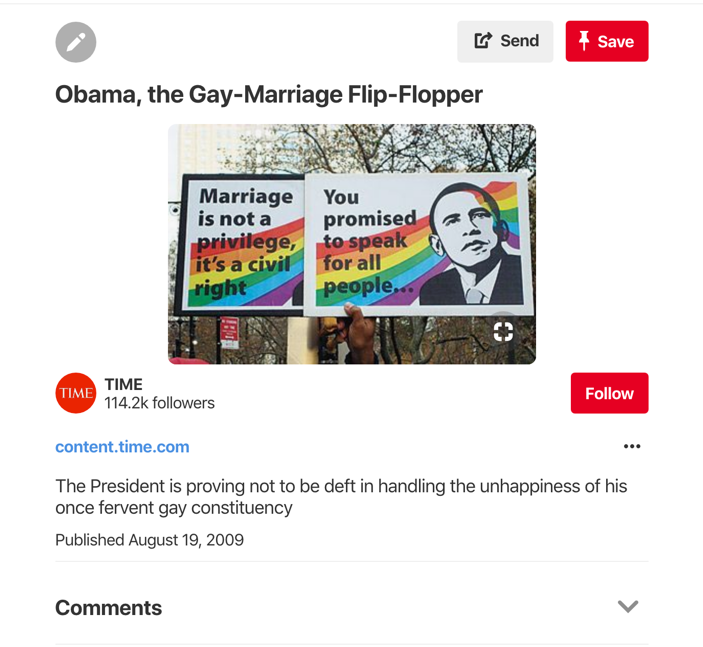 Send
Save
Obama, the Gay-Marriage Flip-Flopper
Marriage
is not a
privilege,
it's a civil
right
You
promised
to speak
for all
people...
TIME
TIME
114.2k followers
Follow
content.time.com
The President is proving not to be deft in handling the unhappiness of his
once fervent gay constituency
Published August 19, 2009
Comments